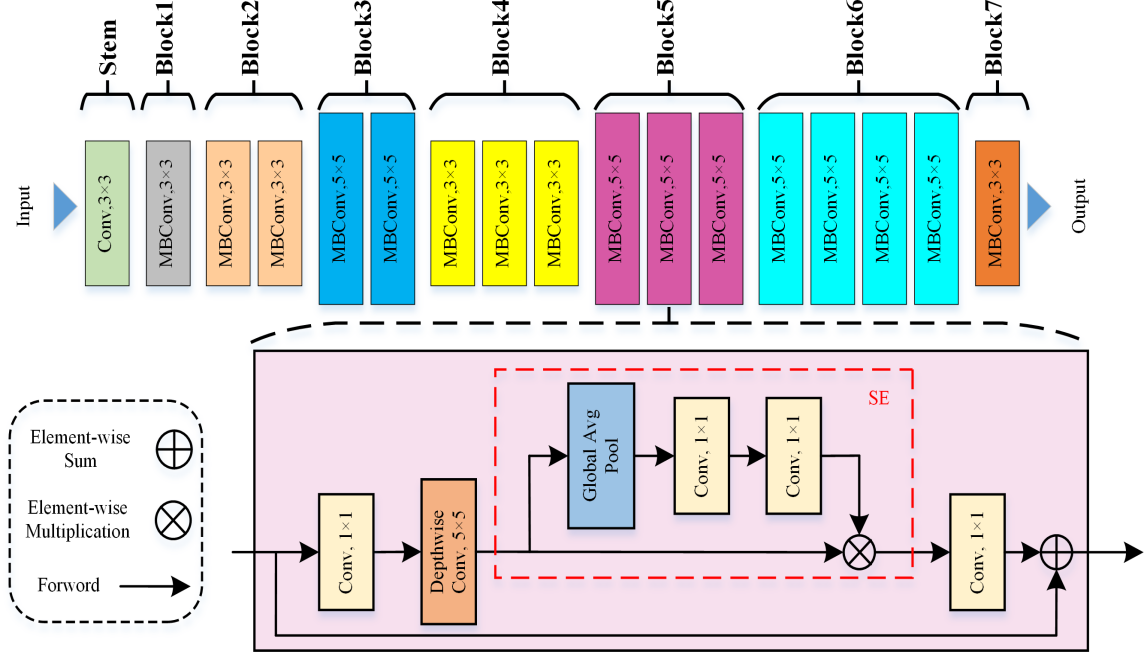 Stem
Block1
Block2
Block3
Block4
Block5
Block6
Block7
Input
Conv,3×3
MBConv,3×3
MBConv,3×3
MBConv,3×3
MBConv,5×5
MBConv,5×5
MBConv,3×3
MBConv,3×3
MBConv,3×3
MBConv,5×5
MBConv,5×5
MBConv,5×5
MBConv,5×5
MBConv,5×5
MBConv,5×5
MBConv,5×5
MBConv,3×3
Output
Element-wise
Sum
Element-wise
Multiplication
Forword
Conv, 1×1
Depthwise
Conv, 5×5
SE
Global Avg
Pool
Conv, 1×1
Conv, 1×1
Conv, 1×1